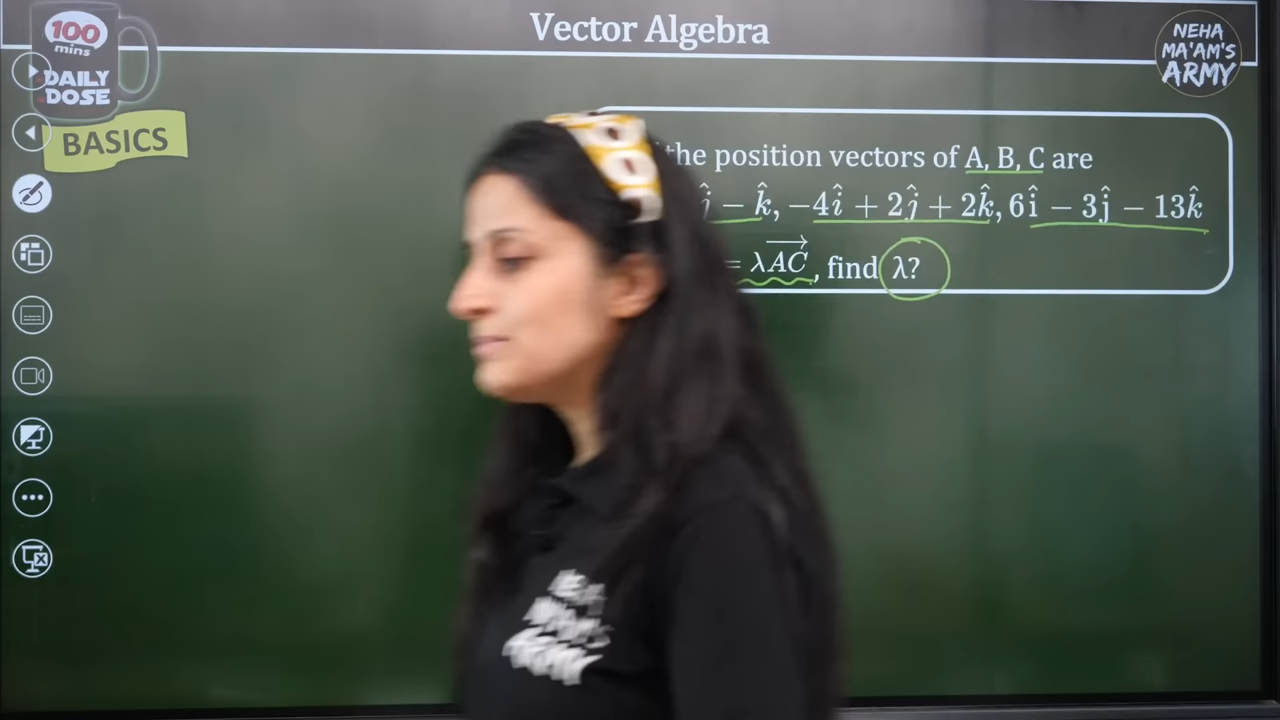 Vector Algebra
100
mins
DAILY
DOSE
NEHA
MA'AM'S
ARMY
BASICS
the position vectors of A, B, C are
ĵ − k̂, −4î + 2ĵ + 2k̂, 6î − 3ĵ − 13k̂
= λAC⃗, find λ?